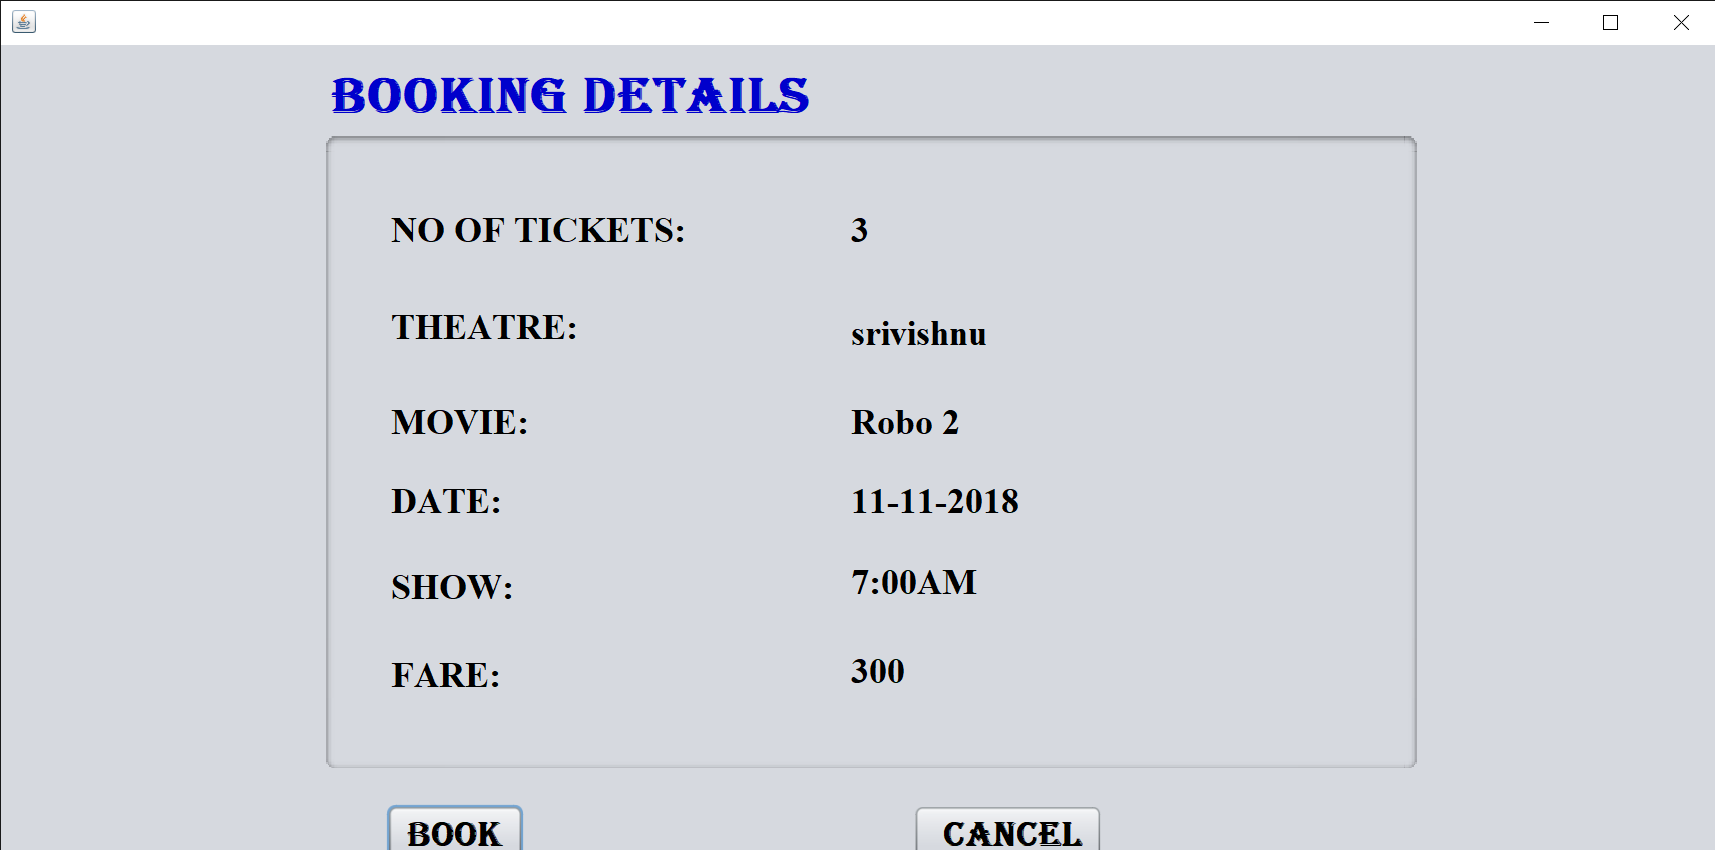 BOOKING DETAILS
NO OF TICKETS: 3
THEATRE: srivishnu
MOVIE: Robo 2
DATE: 11-11-2018
SHOW: 7:00AM
FARE: 300
BOOK CANCEL